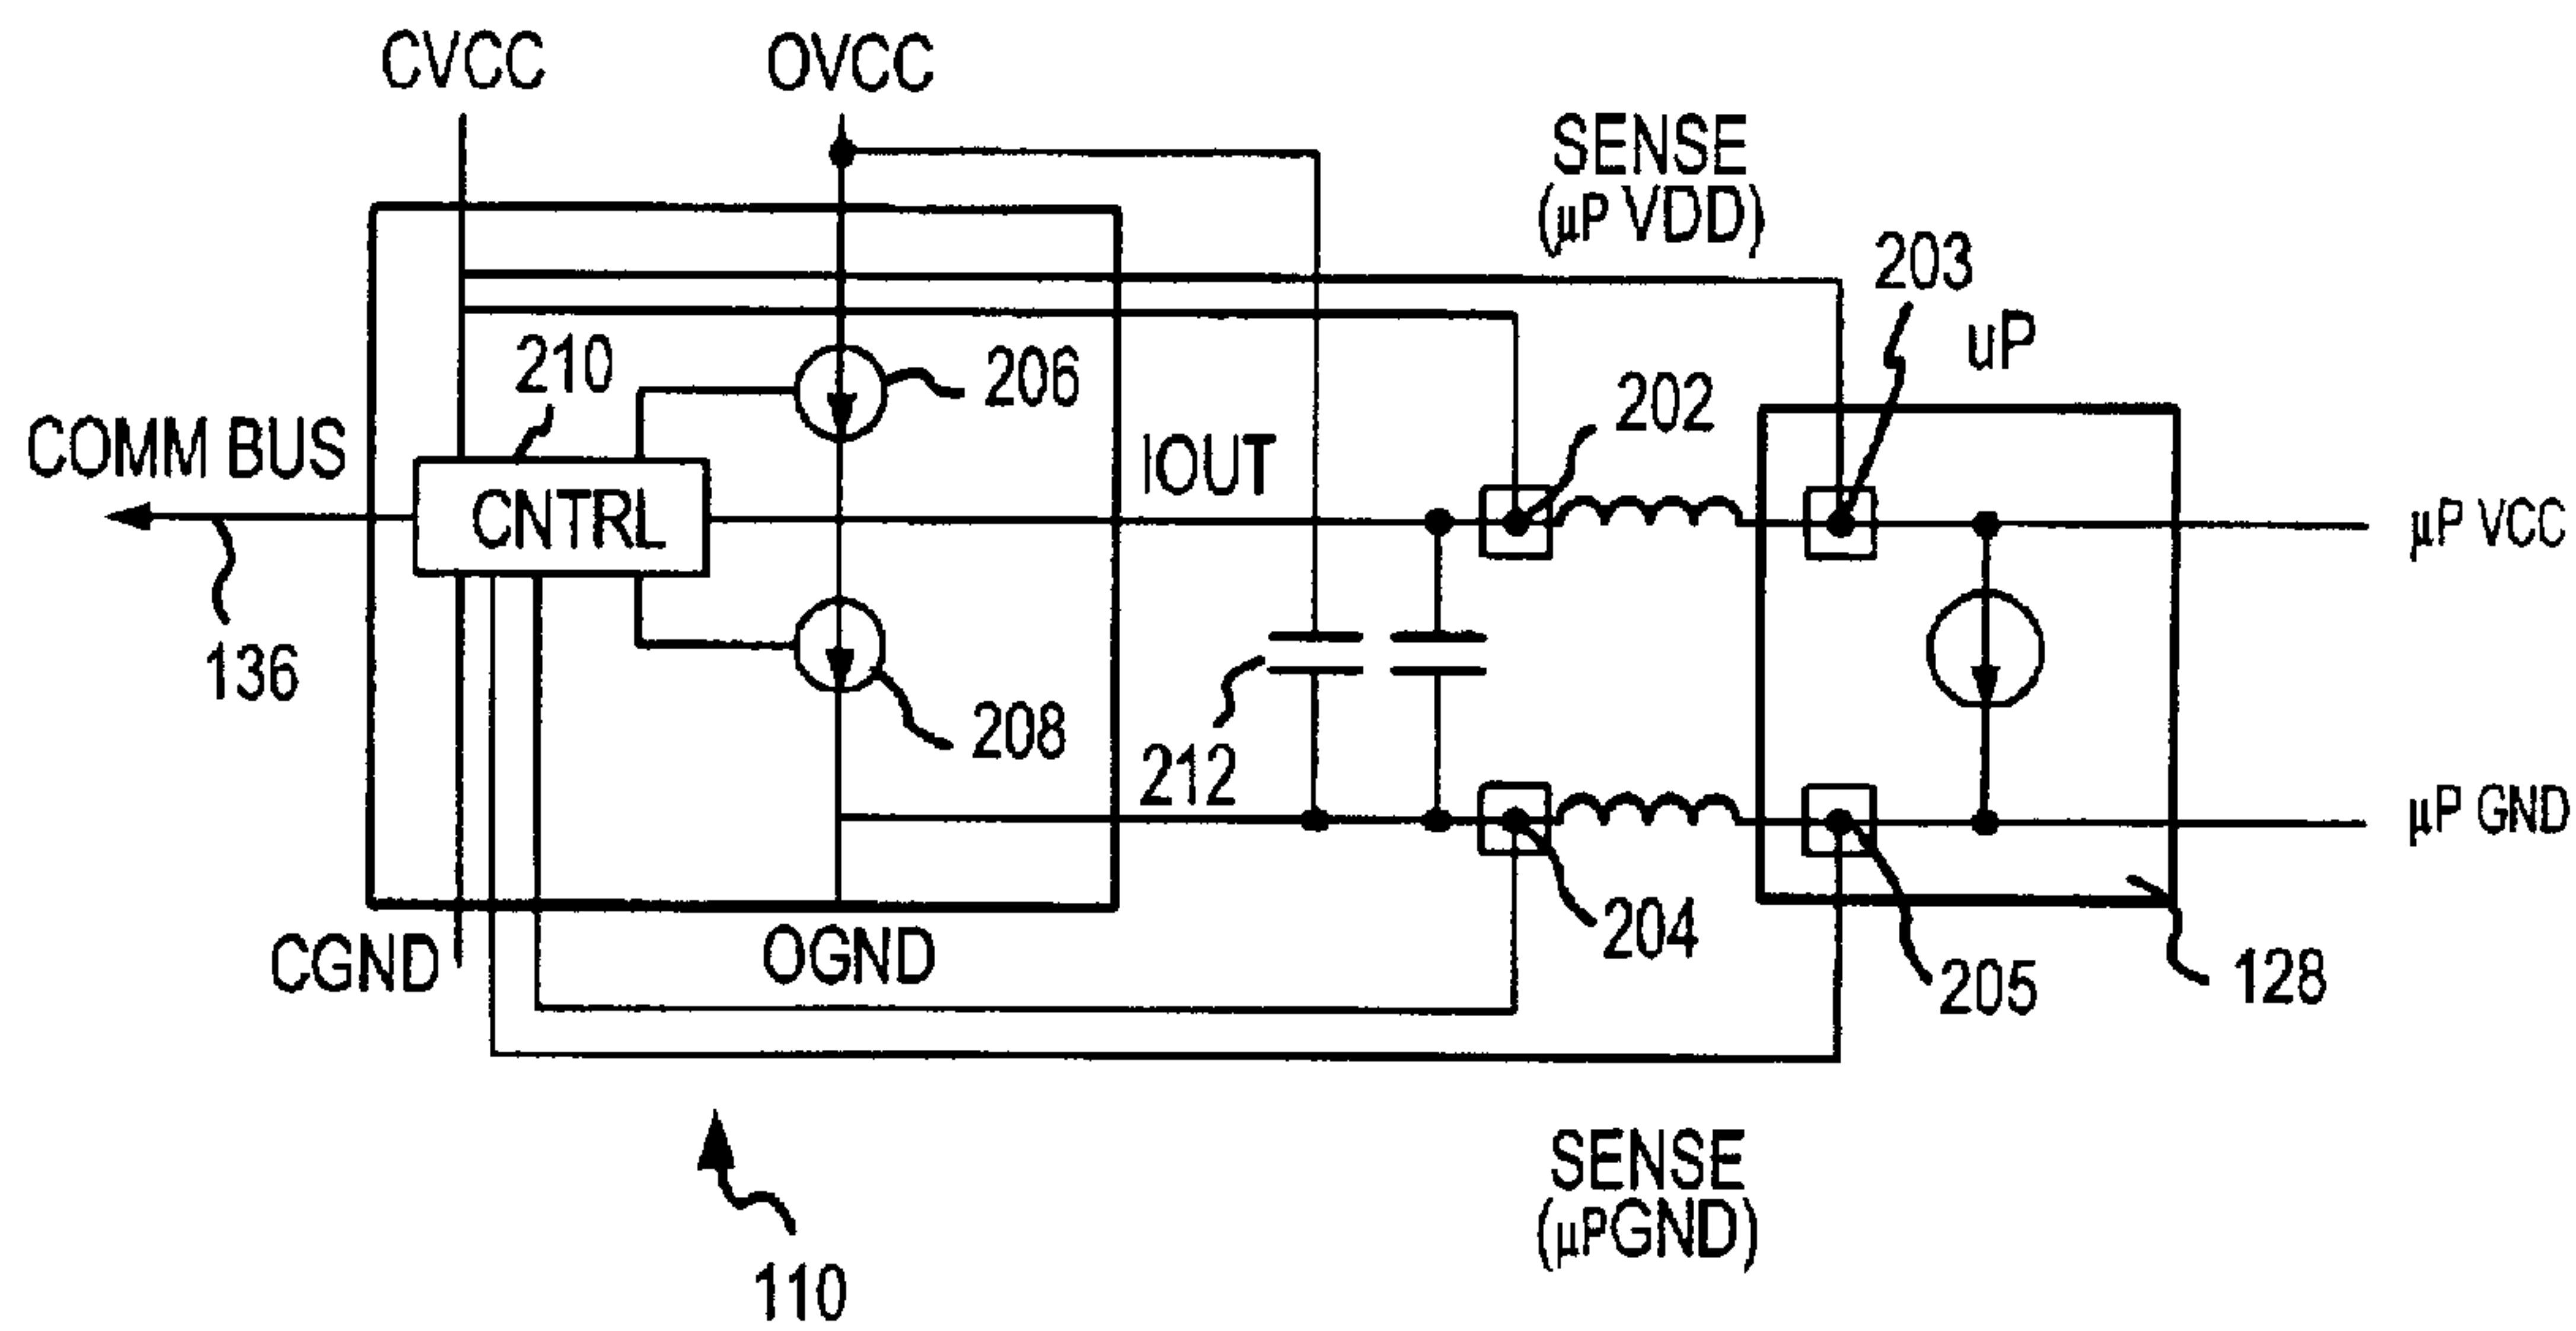 CVCC
OVCC
SENSE
(μP VDD)
203
uP
210
206
202
COMM BUS
IOUT
CNTRL
μP VCC
136
208
212
μP GND
CGND
OGND
204
205
128
SENSE
(μPGND)
110